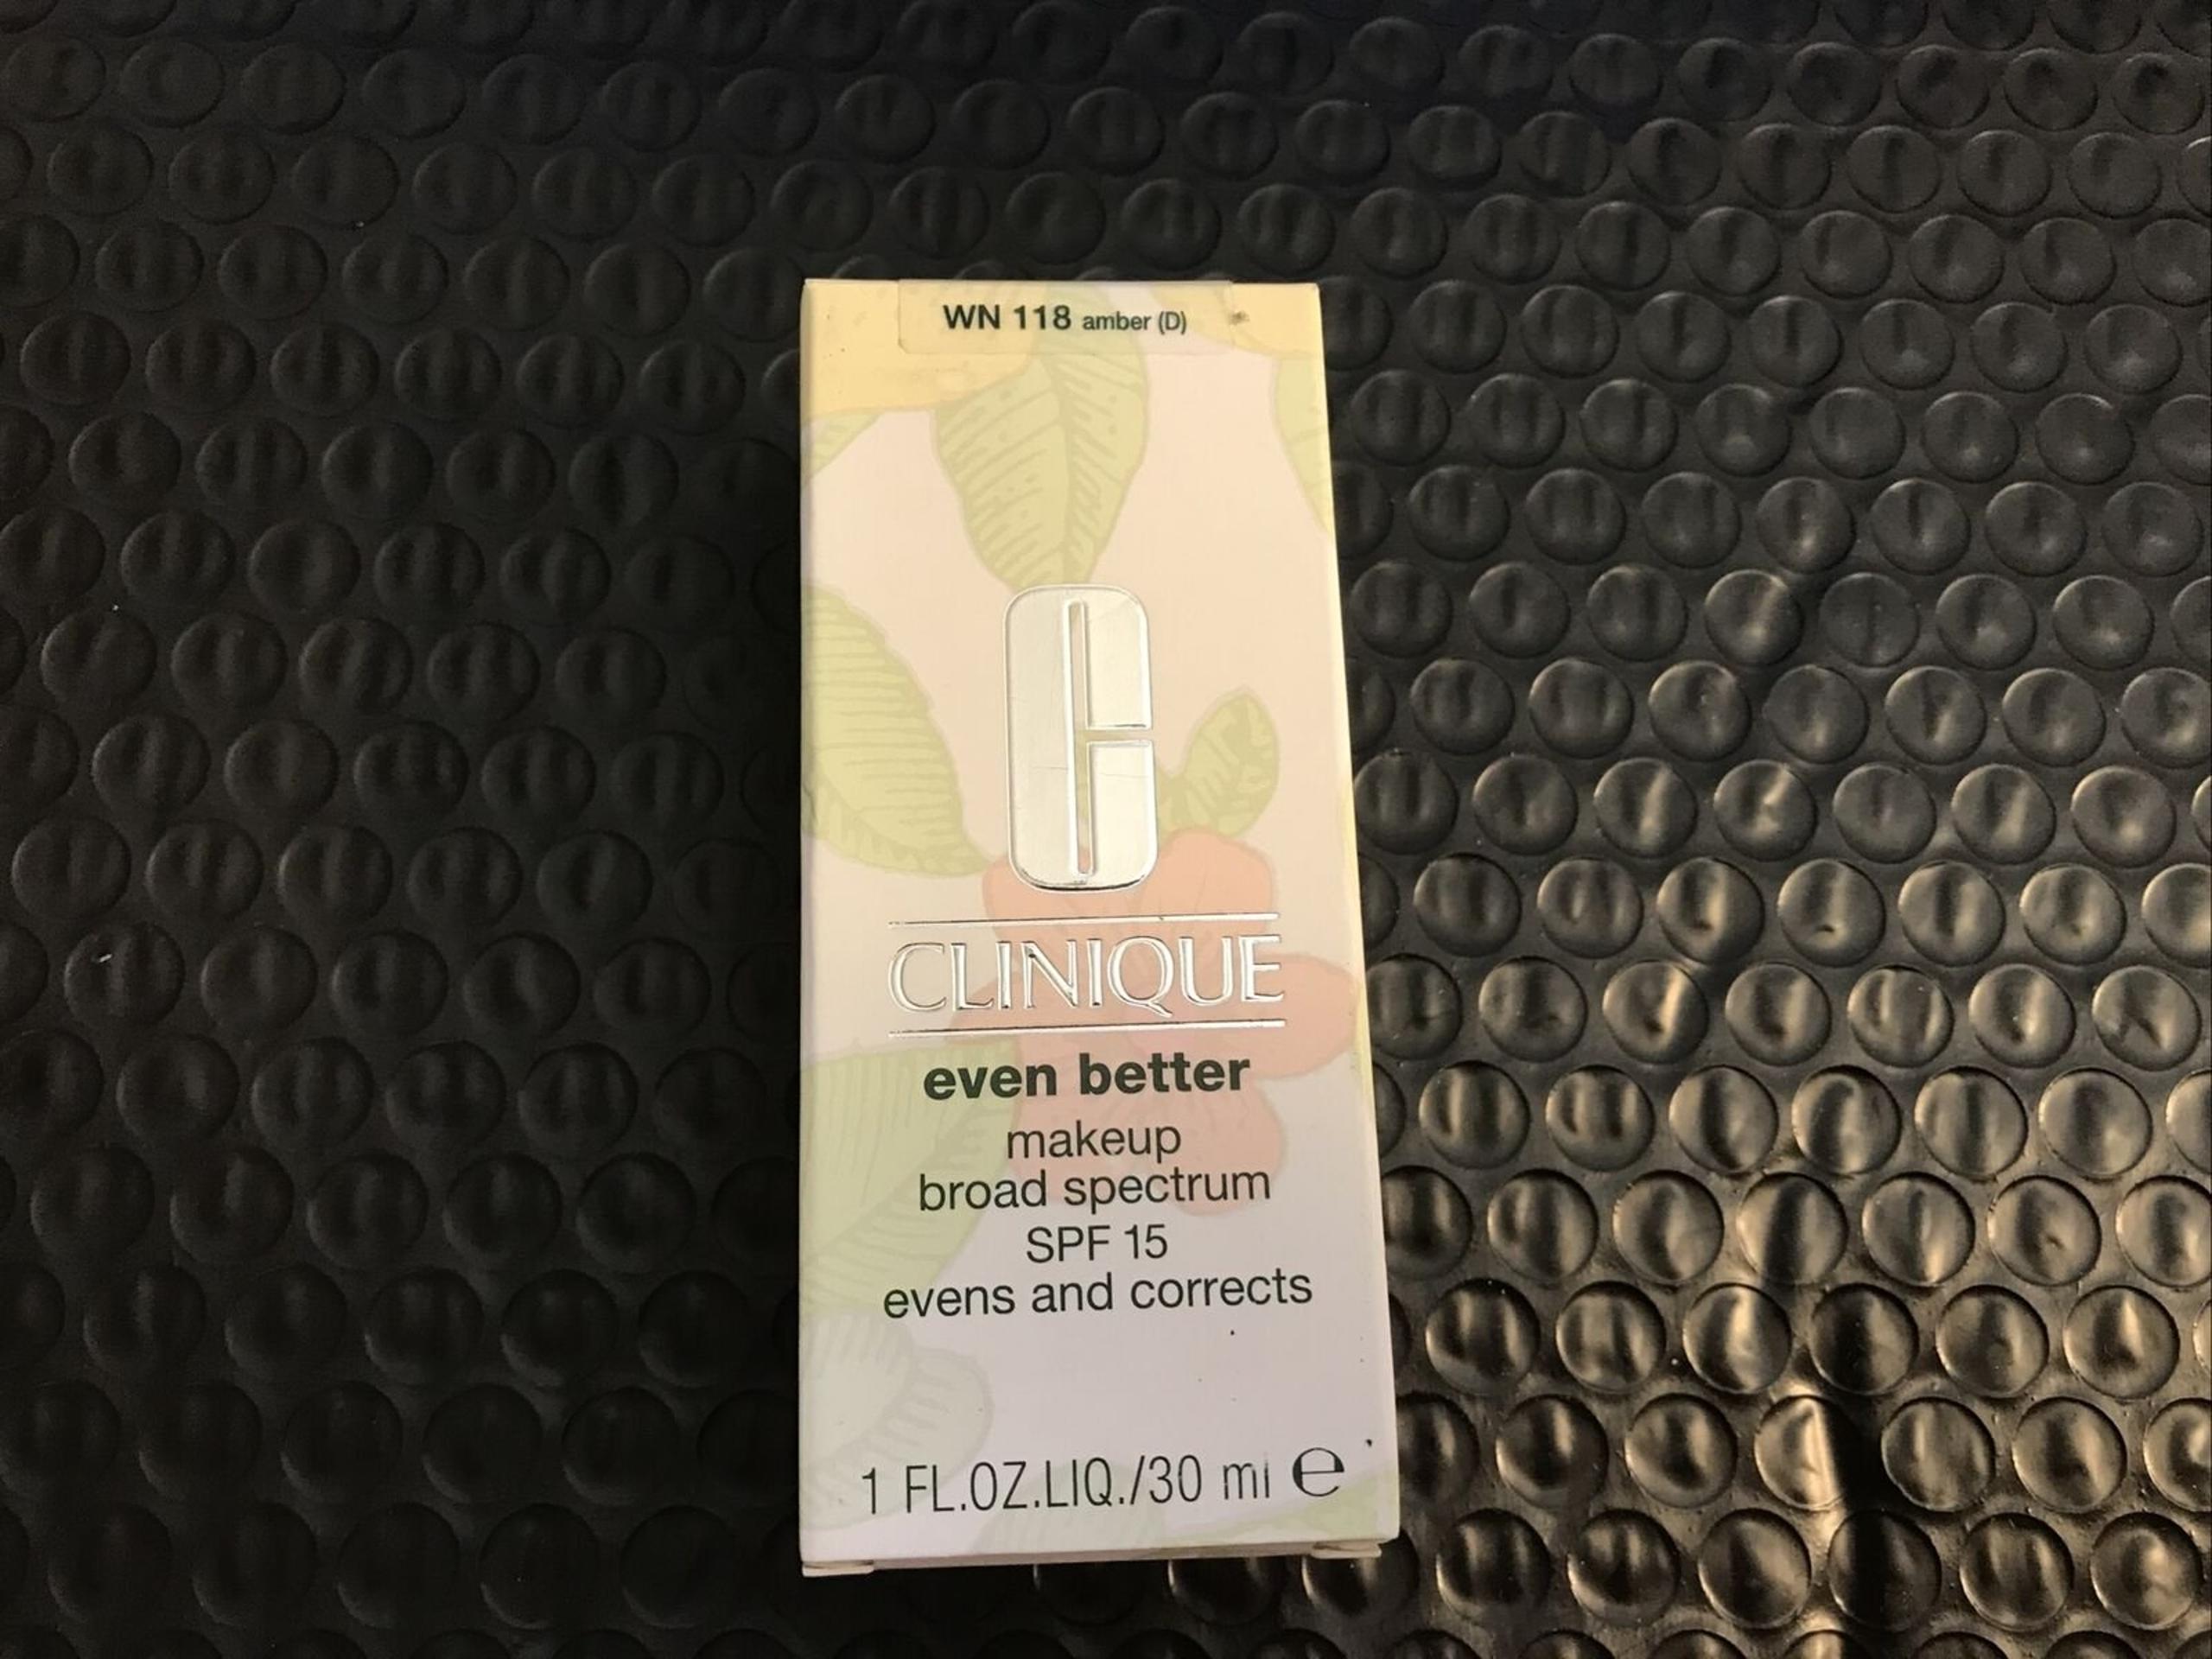 WN 118 amber (D)
C
CLINIQUE
even better
makeup
broad spectrum
SPF 15
evens and corrects
1 FL.OZ.LIQ./30 ml ℮